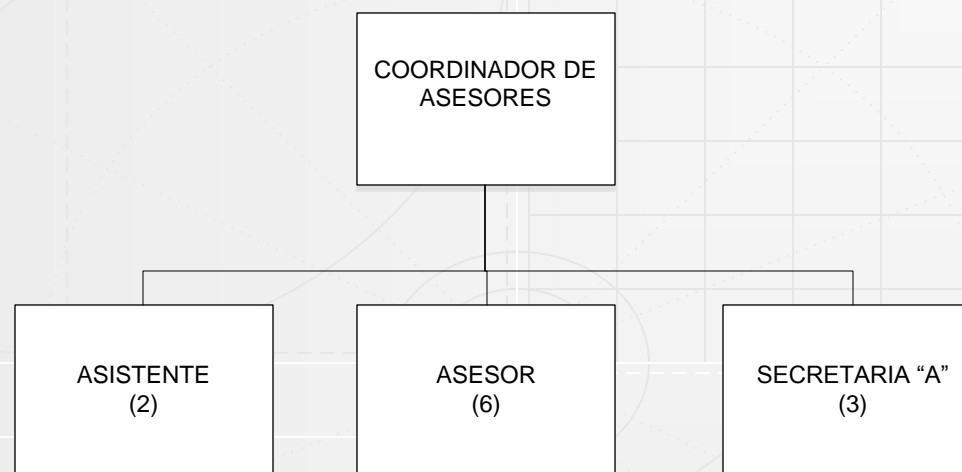 COORDINADOR DE
ASESORES
ASISTENTE
(2)
ASESOR
(6)
SECRETARIA “A”
(3)